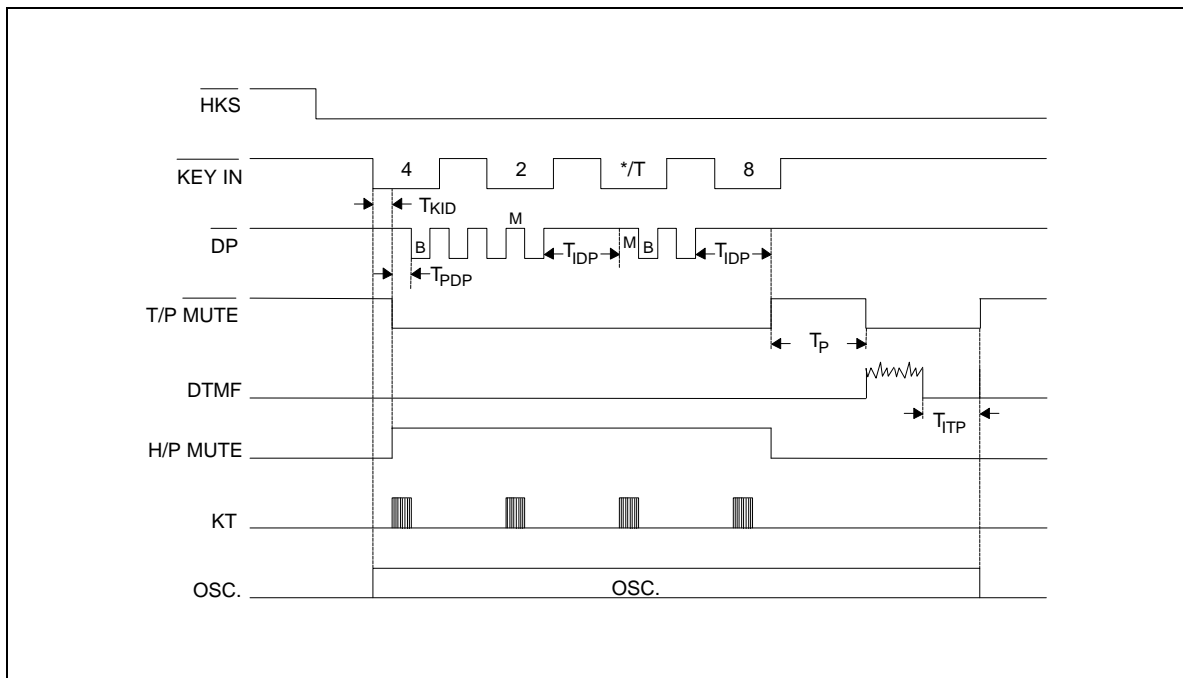 HKS
KEY IN
4 2 */T 8
TKID
M
DP
B TIDP M B TIDP
TPDP
T/P MUTE
TP
DTMF
TITP
H/P MUTE
KT
OSC. OSC.